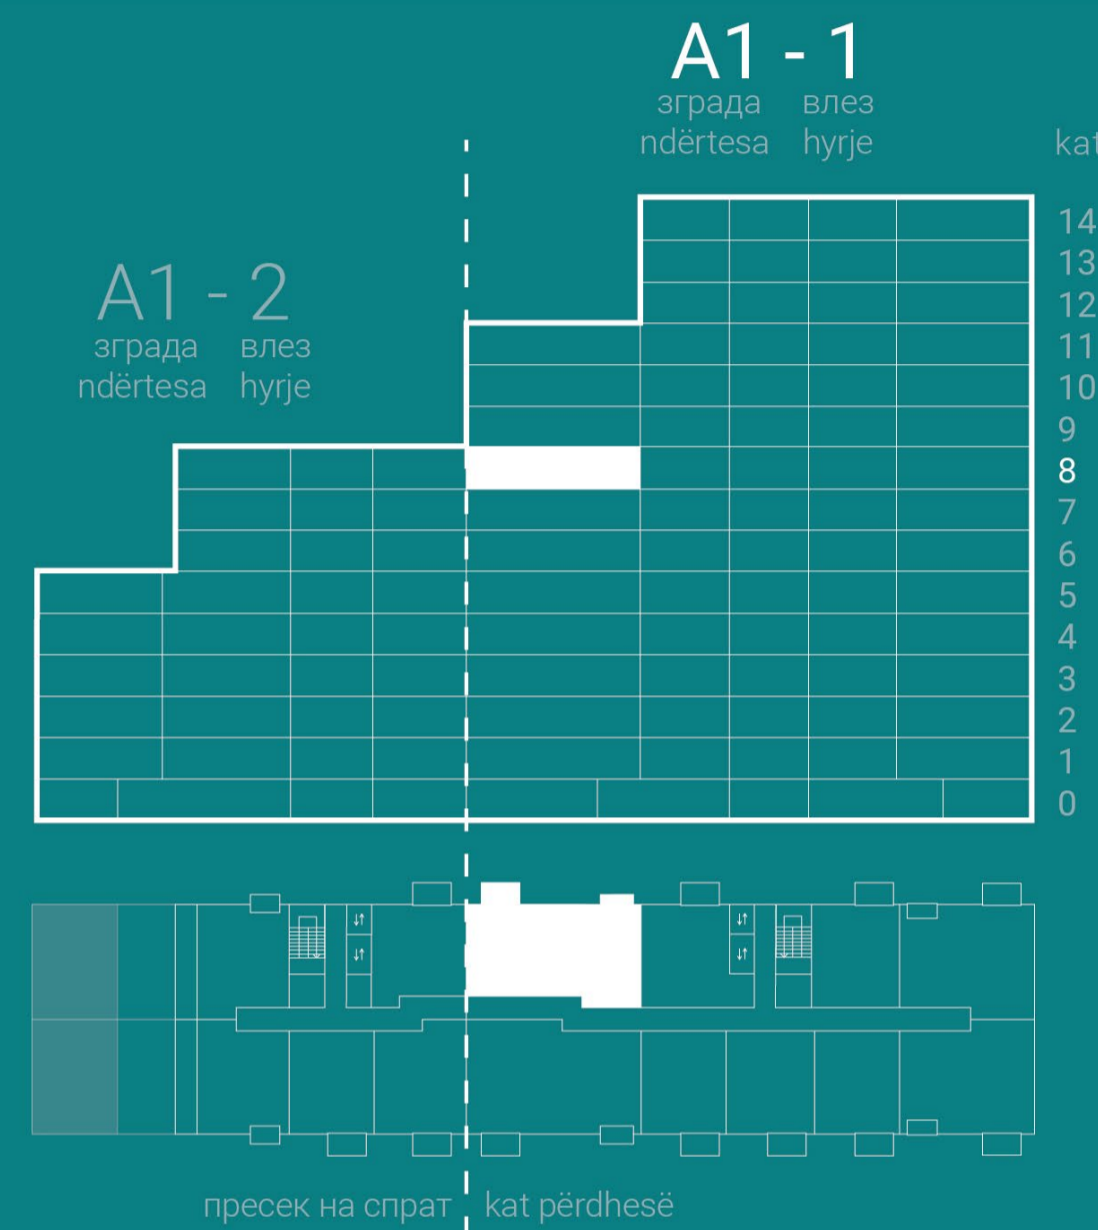 A1 - 1
зграда влез
ndërtesa hyrje
kat
14
13
12
A1 - 2
зграда влез
ndërtesa hyrje
11
10
9
8
7
6
5
4
3
2
1
0
пресек на спрат kat përdhesë